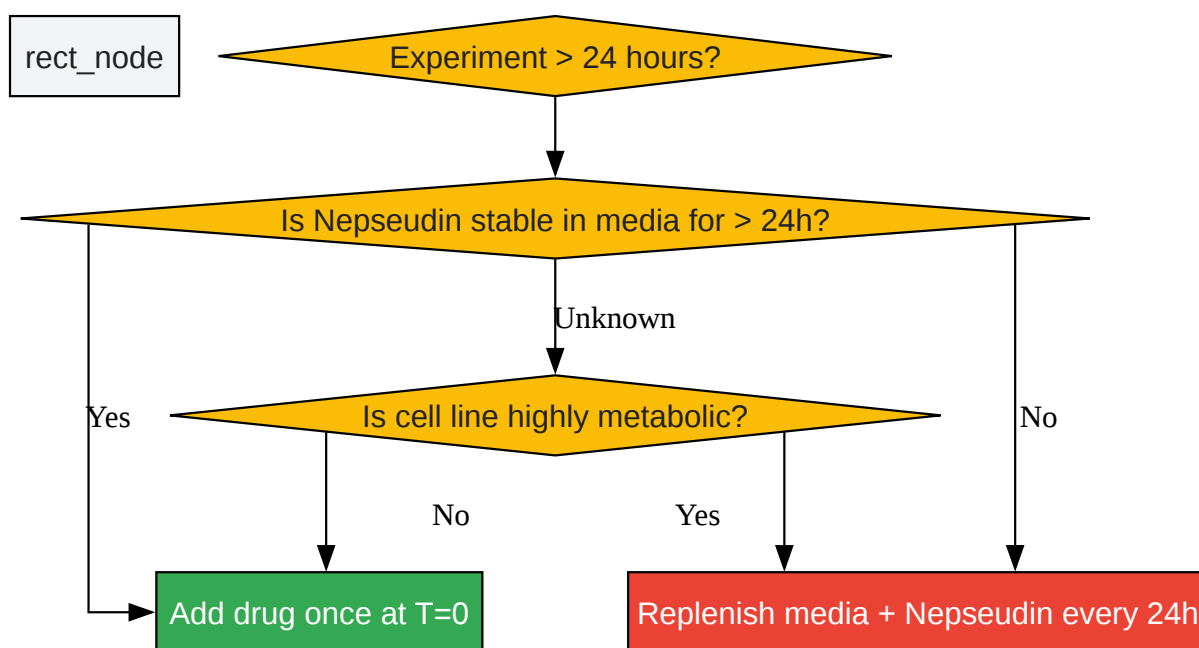 rect_node
Experiment > 24 hours?
Is Nepseudin stable in media for > 24h?
Unknown
Is cell line highly metabolic?
Yes
No
No
Yes
Add drug once at T=0
Replenish media + Nepseudin every 24h